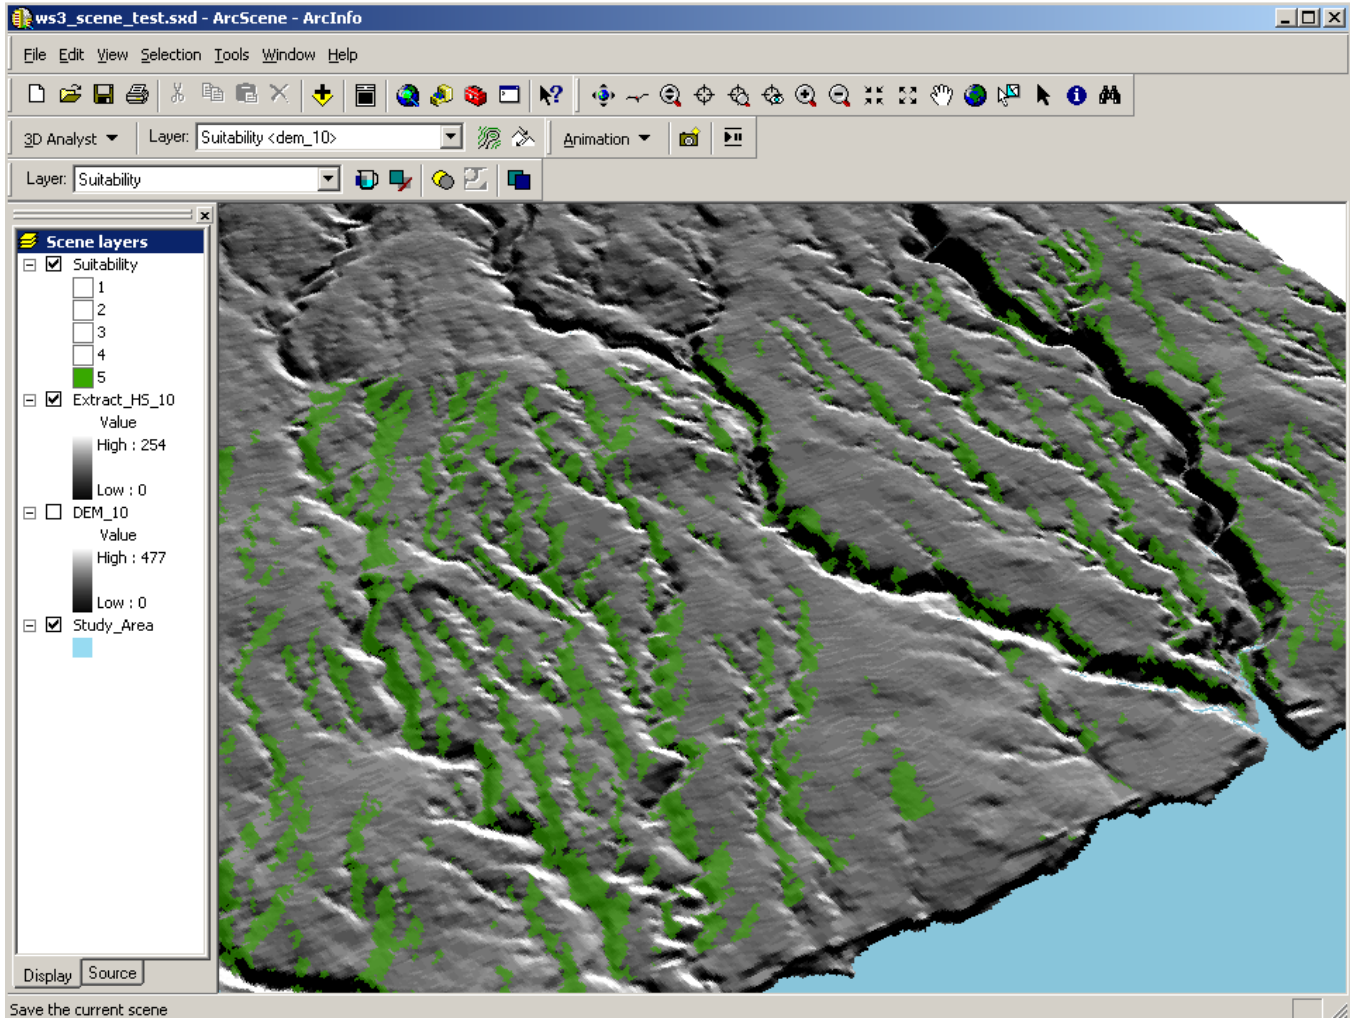 ws3_scene_test.sxd - ArcScene - ArcInfo
File Edit View Selection Tools Window Help
3D Analyst Layer: Suitability <dem_10> Animation
Layer: Suitability
Scene layers
Suitability
1
2
3
4
5
Extract_HS_10
Value
High : 254
Low : 0
DEM_10
Value
High : 477
Low : 0
Study_Area
Display Source
Save the current scene